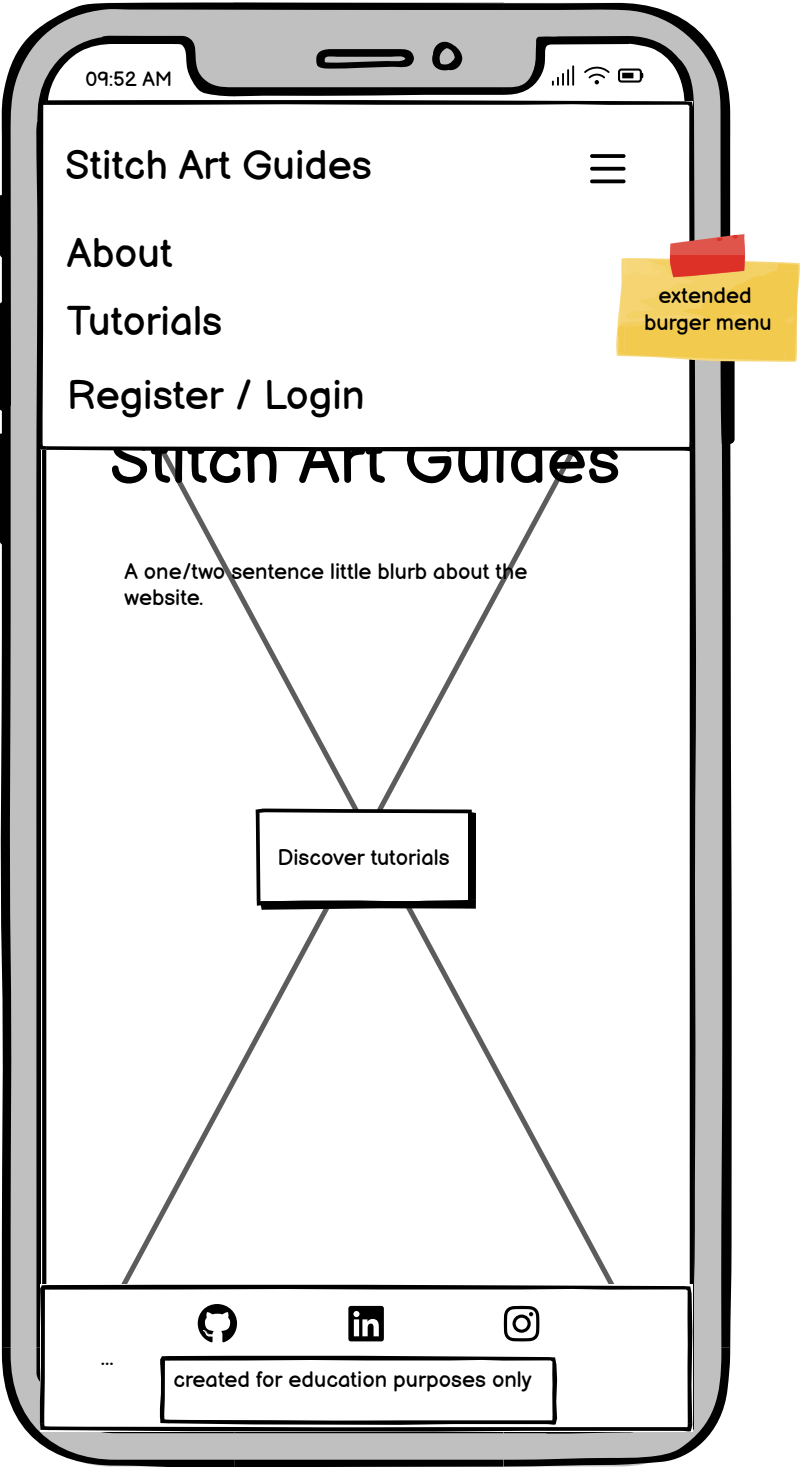 09:52 AM
Stitch Art Guides
About
extended
burger menu
Tutorials
Register / Login
Stitch Art Guides
A one/two sentence little blurb about the
website.
Discover tutorials
in
...
created for education purposes only